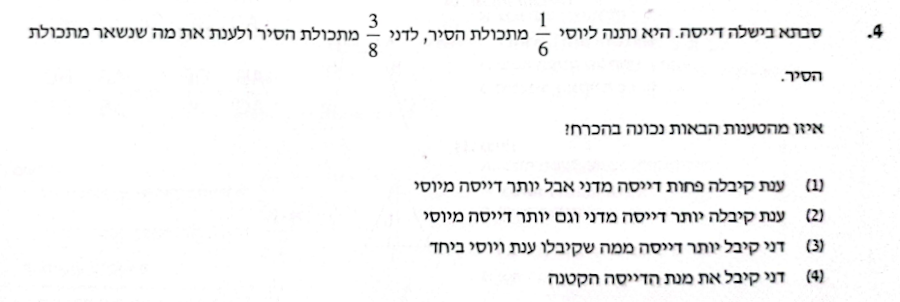 4. סבתא בישלה דייסה. היא נתנה ליוסי 1/6 מתכולת הסיר, לדני 3/8 מתכולת הסיר ולענת את מה שנשאר מתכולת
הסיר.
איזו מהטענות הבאות נכונה בהכרח?
(1) ענת קיבלה פחות דייסה מדני אבל יותר דייסה מיוסי
(2) ענת קיבלה יותר דייסה מדני וגם יותר דייסה מיוסי
(3) דני קיבל יותר דייסה ממה שקיבלו ענת ויוסי ביחד
(4) דני קיבל את מנת הדייסה הקטנה